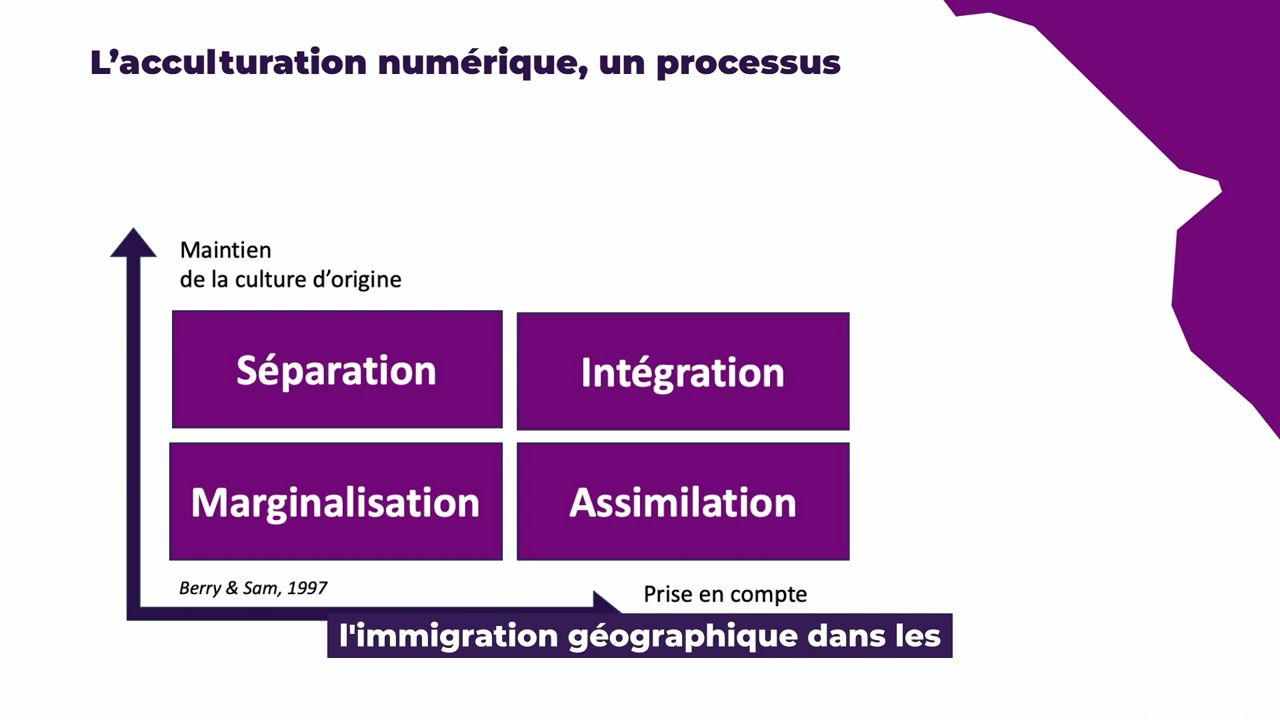 L’acculturation numérique, un processus
Maintien
de la culture d’origine
Séparation
Intégration
Marginalisation
Assimilation
Berry & Sam, 1997
Prise en compte
l'immigration géographique dans les